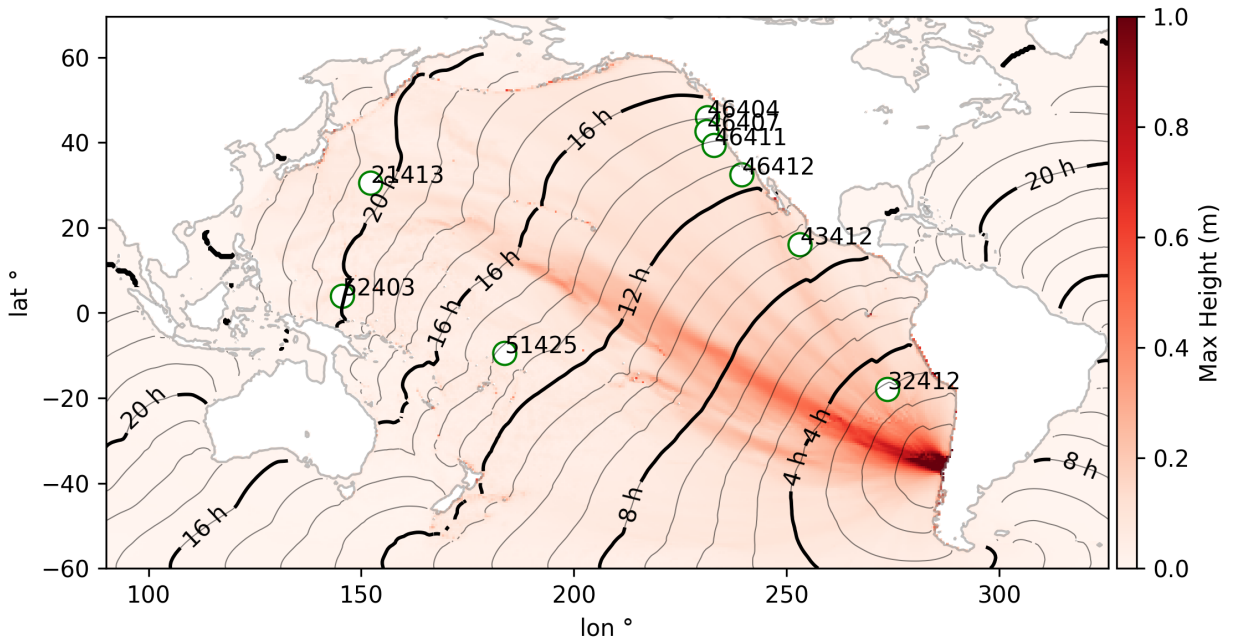 1.0
60
46404
46407
16 h
46411
0.8
40
46412
21413
20 h
20 h
20
43412
0.6
Max Height (m)
16 h
52403
12 h
lat °
0
16 h
51425
0.4
32412
−20
20 h
4 h
4 h
8 h
0.2
−40
8 h
16 h
−60
0.0
100
150
200
250
300
lon °